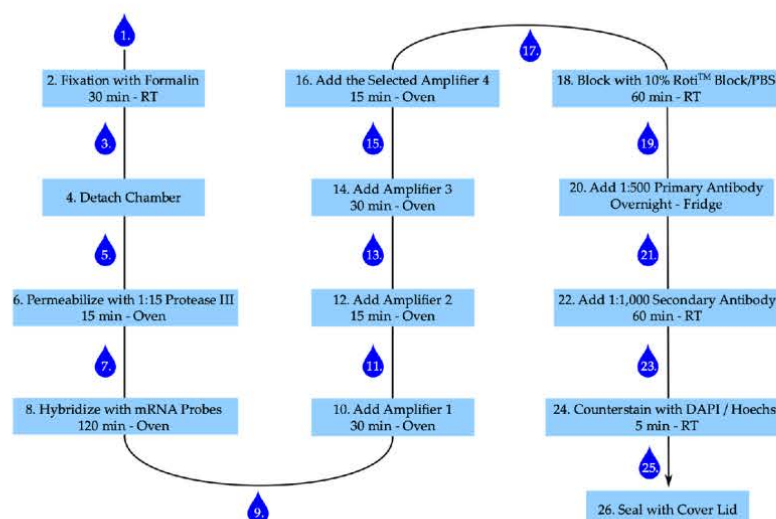 1.
2. Fixation with Formalin
30 min - RT
3.
4. Detach Chamber
5.
6. Permeabilize with 1:15 Protease III
15 min - Oven
7.
8. Hybridize with mRNA Probes
120 min - Oven
9.
10. Add Amplifier 1
30 min - Oven
11.
12. Add Amplifier 2
15 min - Oven
13.
14. Add Amplifier 3
30 min - Oven
15.
16. Add the Selected Amplifier 4
15 min - Oven
17.
18. Block with 10% Roti™ Block/PBS
60 min - RT
19.
20. Add 1:500 Primary Antibody
Overnight - Fridge
21.
22. Add 1:1,000 Secondary Antibody
60 min - RT
23.
24. Counterstain with DAPI / Hoechs
5 min - RT
25.
26. Seal with Cover Lid